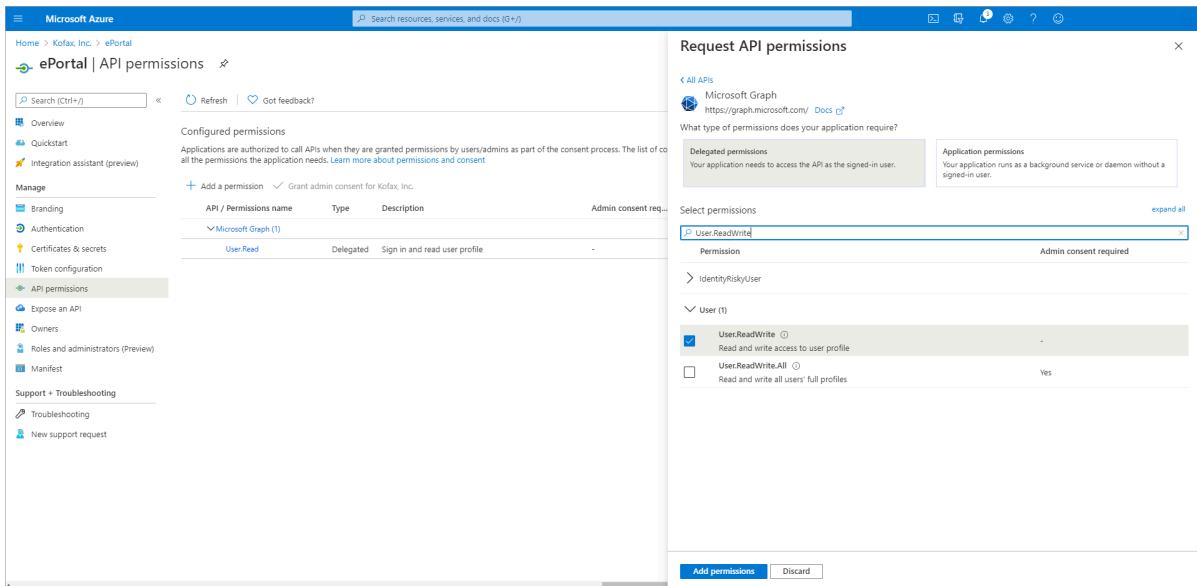 Microsoft Azure
Search resources, services, and docs (G+/)
1
Home > Kofax, Inc. > ePortal
ePortal | API permissions
Search (Ctrl+/)
«
Overview
Quickstart
Integration assistant (preview)
Manage
Branding
Authentication
Certificates & secrets
Token configuration
API permissions
Expose an API
Owners
Roles and administrators (Preview)
Manifest
Support + Troubleshooting
Troubleshooting
New support request
Refresh
Got feedback?
Configured permissions
Applications are authorized to call APIs when they are granted permissions by users/admins as part of the consent process. The list of co
all the permissions the application needs. Learn more about permissions and consent
Add a permission
Grant admin consent for Kofax, Inc.
API / Permissions name Type Description Admin consent req...
Microsoft Graph (1)
User.Read Delegated Sign in and read user profile -
Request API permissions
All APIs
Microsoft Graph
https://graph.microsoft.com/ Docs
What type of permissions does your application require?
Delegated permissions
Your application needs to access the API as the signed-in user.
Application permissions
Your application runs as a background service or daemon without a
signed-in user.
Select permissions expand all
User.ReadWrite
Permission Admin consent required
IdentityRiskyUser
User (1)
User.ReadWrite
Read and write access to user profile -
User.ReadWrite.All
Read and write all users' full profiles Yes
Add permissions Discard